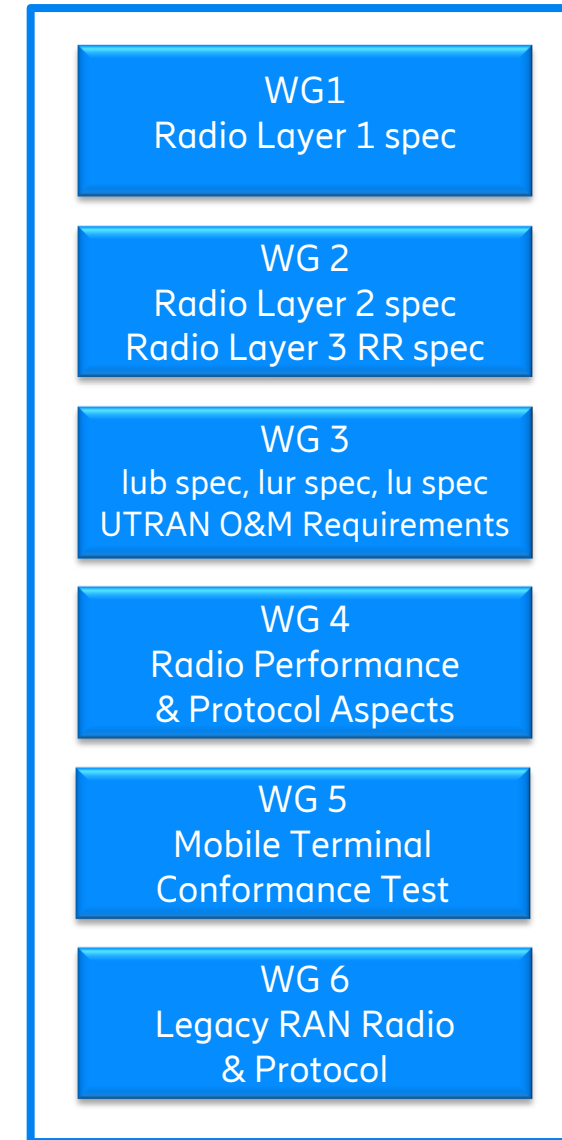 WG1
Radio Layer 1 spec
WG 2
Radio Layer 2 spec
Radio Layer 3 RR spec
WG 3
lub spec, lur spec, lu spec
UTRAN O&M Requirements
WG 4
Radio Performance
& Protocol Aspects
WG 5
Mobile Terminal
Conformance Test
WG 6
Legacy RAN Radio
& Protocol